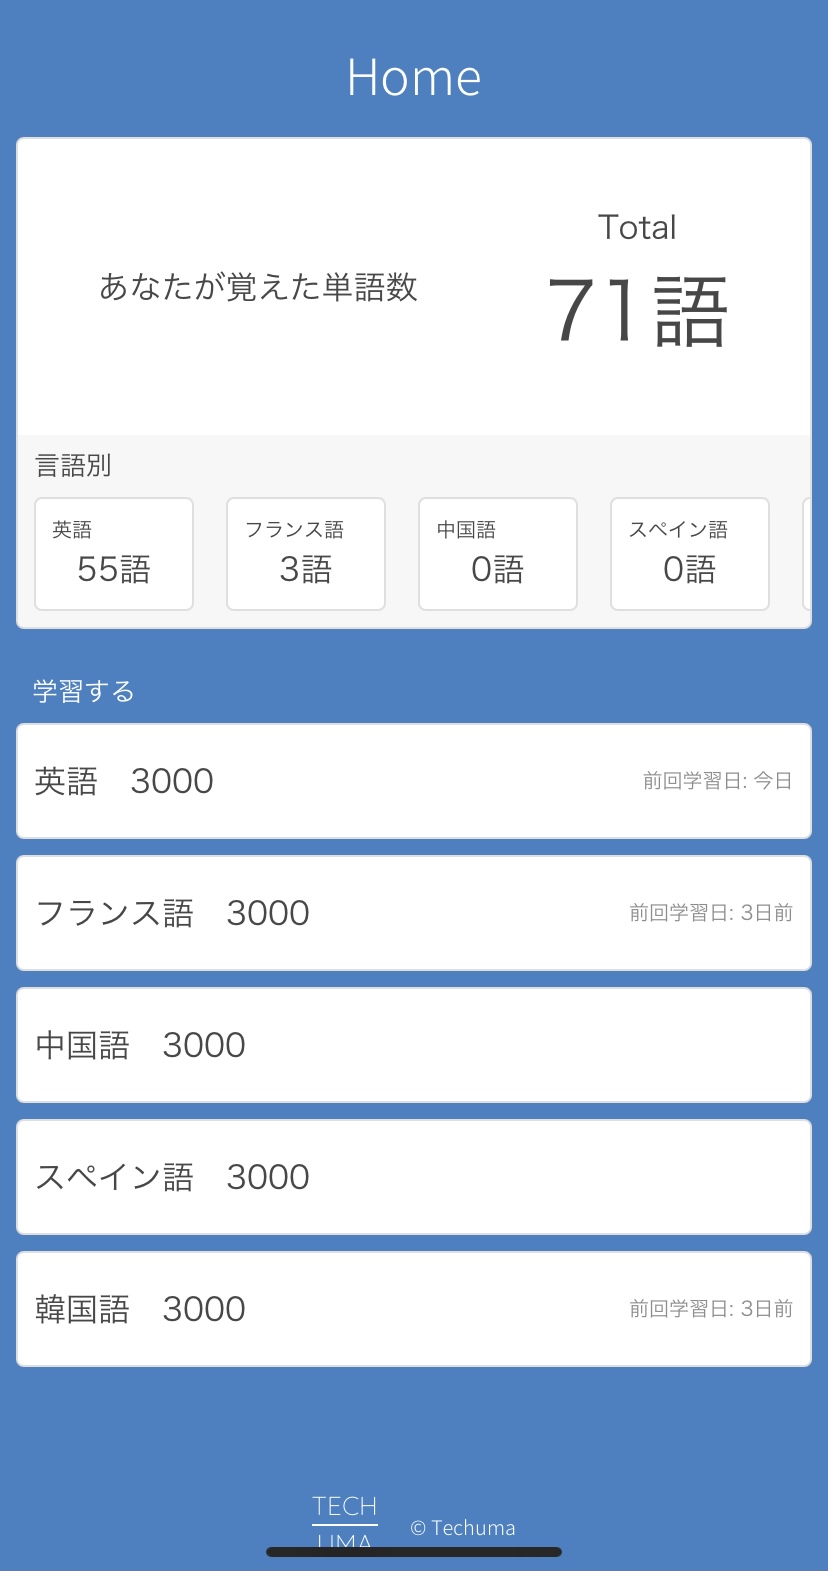 Home
あなたが覚えた単語数
Total
71語
言語別
英語
55語
フランス語
3語
中国語
0語
スペイン語
0語
学習する
英語　3000
前回学習日: 今日
フランス語　3000
前回学習日: 3日前
中国語　3000
スペイン語　3000
韓国語　3000
前回学習日: 3日前
TECH
UMA
© Techuma